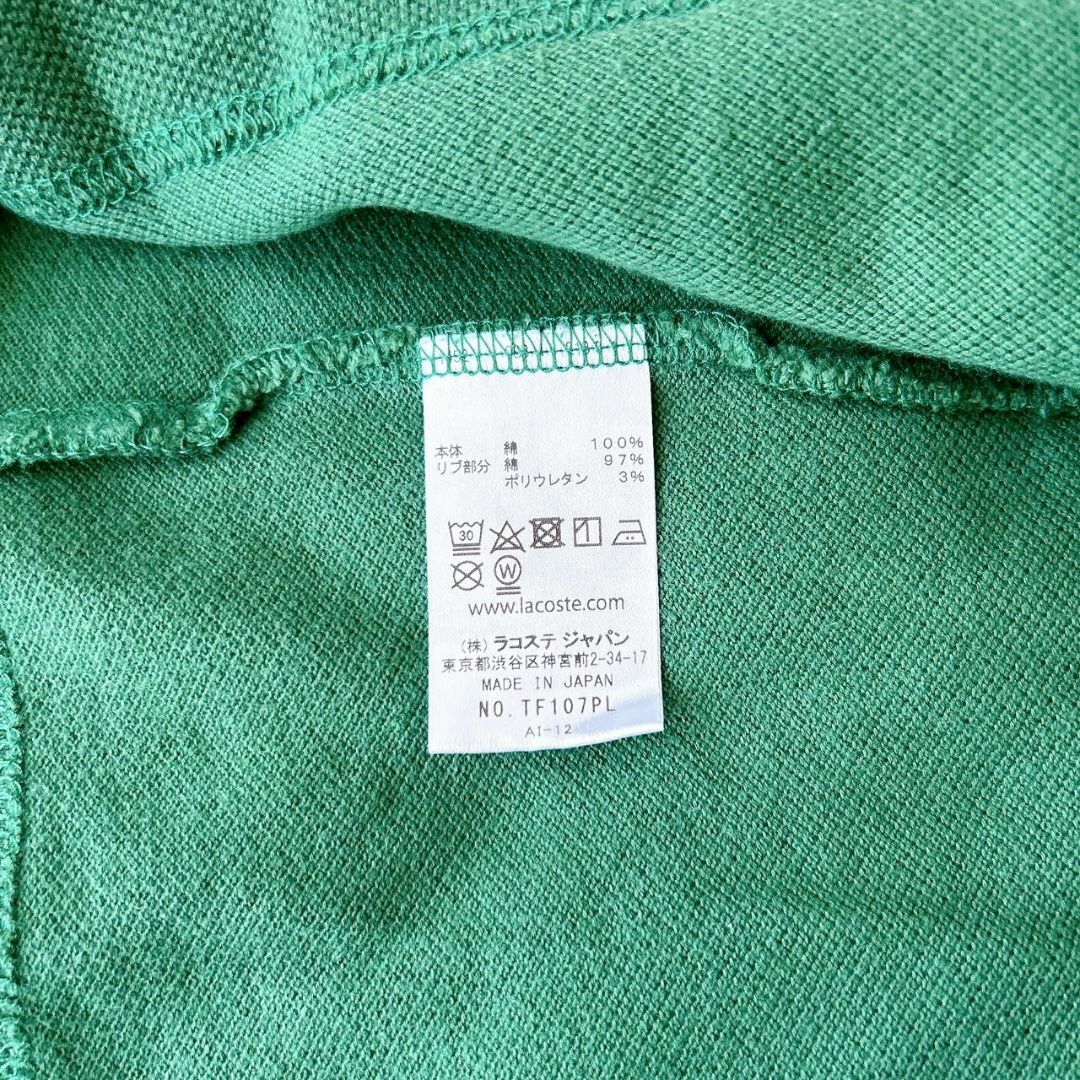 本体 綿 100%
リブ部分 綿 97%
ポリウレタン 3%
30
W
www.lacoste.com
(株) ラコステ ジャパン
東京都渋谷区神宮前2-34-17
MADE IN JAPAN
NO. TF107PL
AI-12